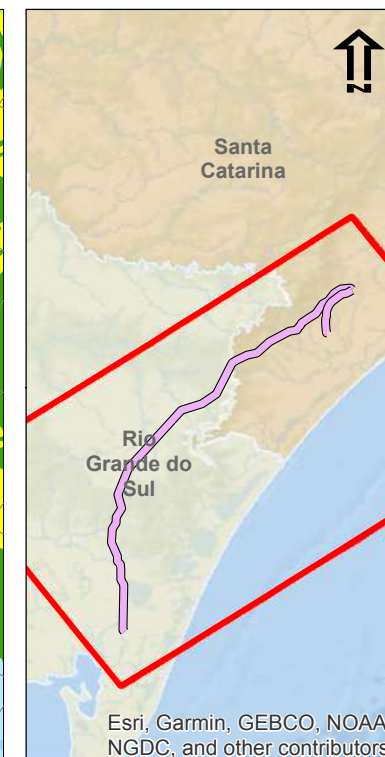 N
Santa
Catarina
Rio
Grande do
Sul
Esri, Garmin, GEBCO, NOAA
NGDC, and other contributors